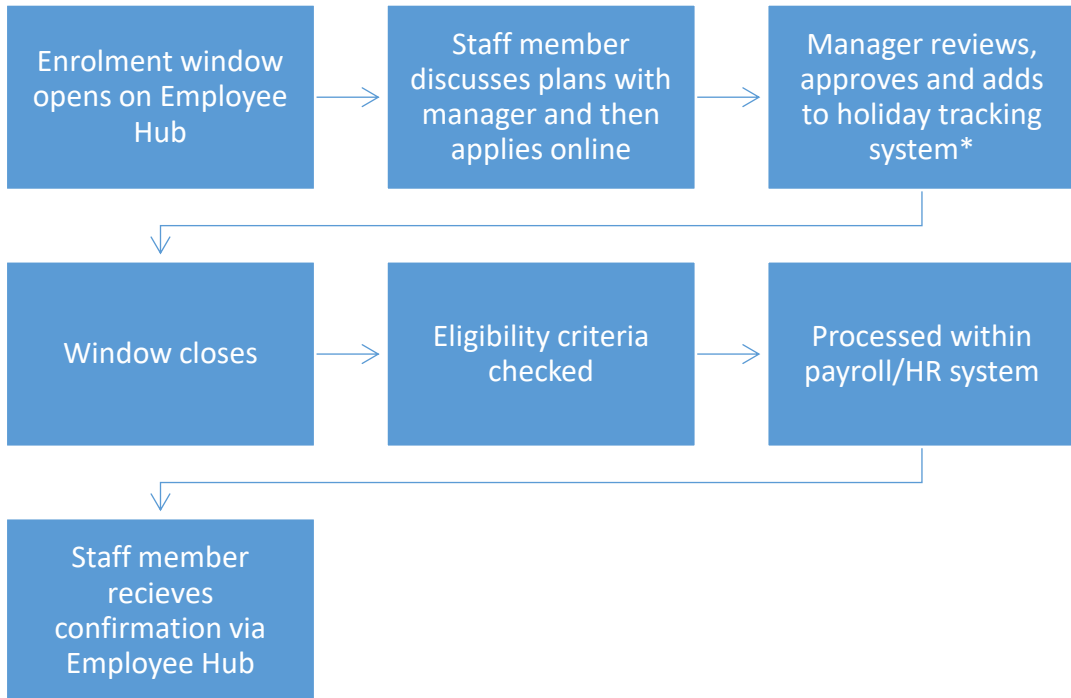 Enrolment window
opens on Employee
Hub
Staff member
discusses plans with
manager and then
applies online
Manager reviews,
approves and adds
to holiday tracking
system*
Window closes
Eligibility criteria
checked
Processed within
payroll/HR system
Staff member
recieves
confirmation via
Employee Hub